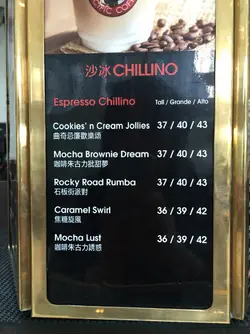 沙冰 CHILLINO
Espresso Chillino Tall / Grande / Alto
Cookies' n Cream Jollies 37 / 40 / 43
曲奇忌廉歡樂頌
Mocha Brownie Dream 37 / 40 / 43
咖啡朱古力批甜夢
Rocky Road Rumba 37 / 40 / 43
石板街派對
Caramel Swirl 36 / 39 / 42
焦糖旋風
Mocha Lust 36 / 39 / 42
咖啡朱古力誘惑